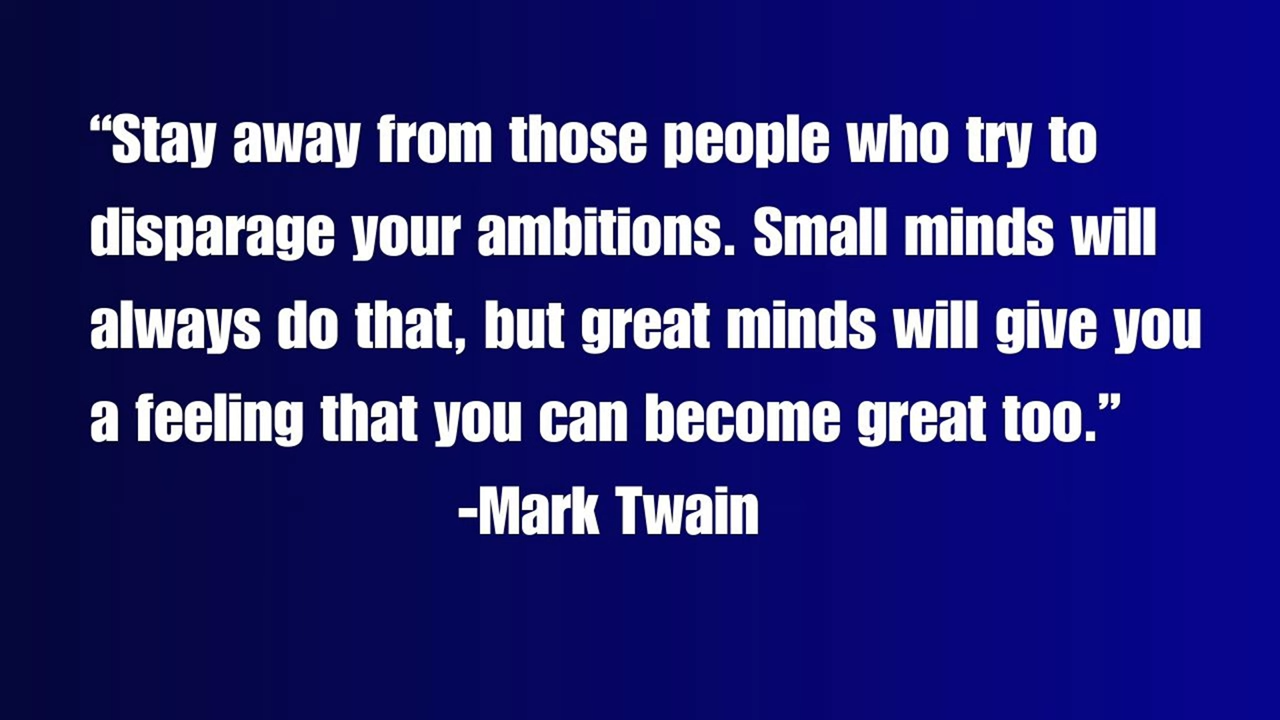 “Stay away from those people who try to
disparage your ambitions. Small minds will
always do that, but great minds will give you
a feeling that you can become great too.”
-Mark Twain